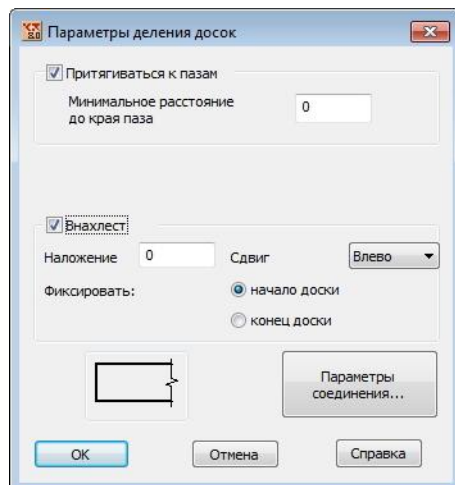 Параметры деления досок
Притягиваться к пазам
Минимальное расстояние
до края паза
0
Внахлест
Наложение 0 Сдвиг Влево
Фиксировать: начало доски
конец доски
Параметры
соединения...
OK Отмена Справка